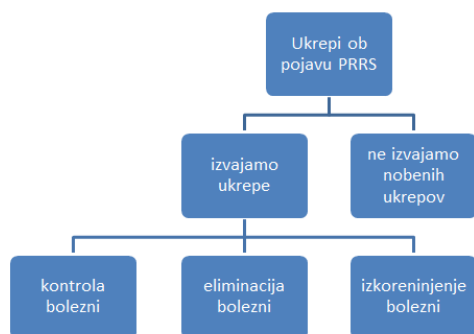 Ukrepi ob
pojavu PRRS
izvajamo
ukrepe
ne izvajamo
nobenih
ukrepov
kontrola
bolezni
eliminacija
bolezni
izkoreninjenje
bolezni